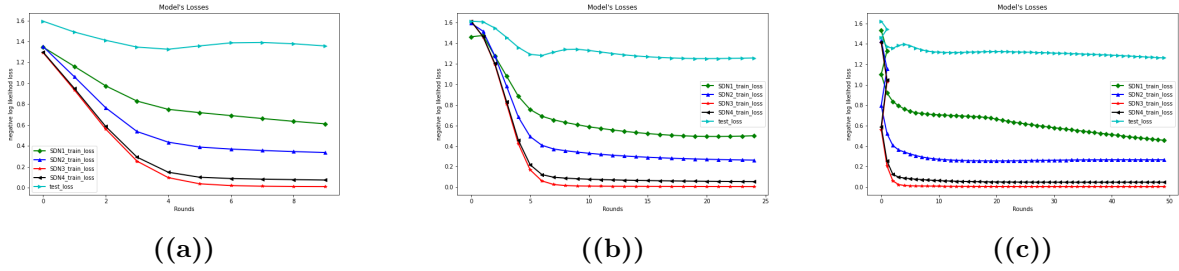 Model's Losses
negative log likelihod loss
1.6
1.4
1.2
1.0
0.8
0.6
0.4
0.2
0.0
SDN1_train_loss
SDN2_train_loss
SDN3_train_loss
SDN4_train_loss
test_loss
0 2 4 6 8
Rounds
((a))
Model's Losses
negative log likelihod loss
1.6
1.4
1.2
1.0
0.8
0.6
0.4
0.2
0.0
SDN1_train_loss
SDN2_train_loss
SDN3_train_loss
SDN4_train_loss
test_loss
0 5 10 15 20 25
Rounds
((b))
Model's Losses
negative log likelihod loss
1.6
1.4
1.2
1.0
0.8
0.6
0.4
0.2
0.0
SDN1_train_loss
SDN2_train_loss
SDN3_train_loss
SDN4_train_loss
test_loss
0 10 20 30 40 50
Rounds
((c))